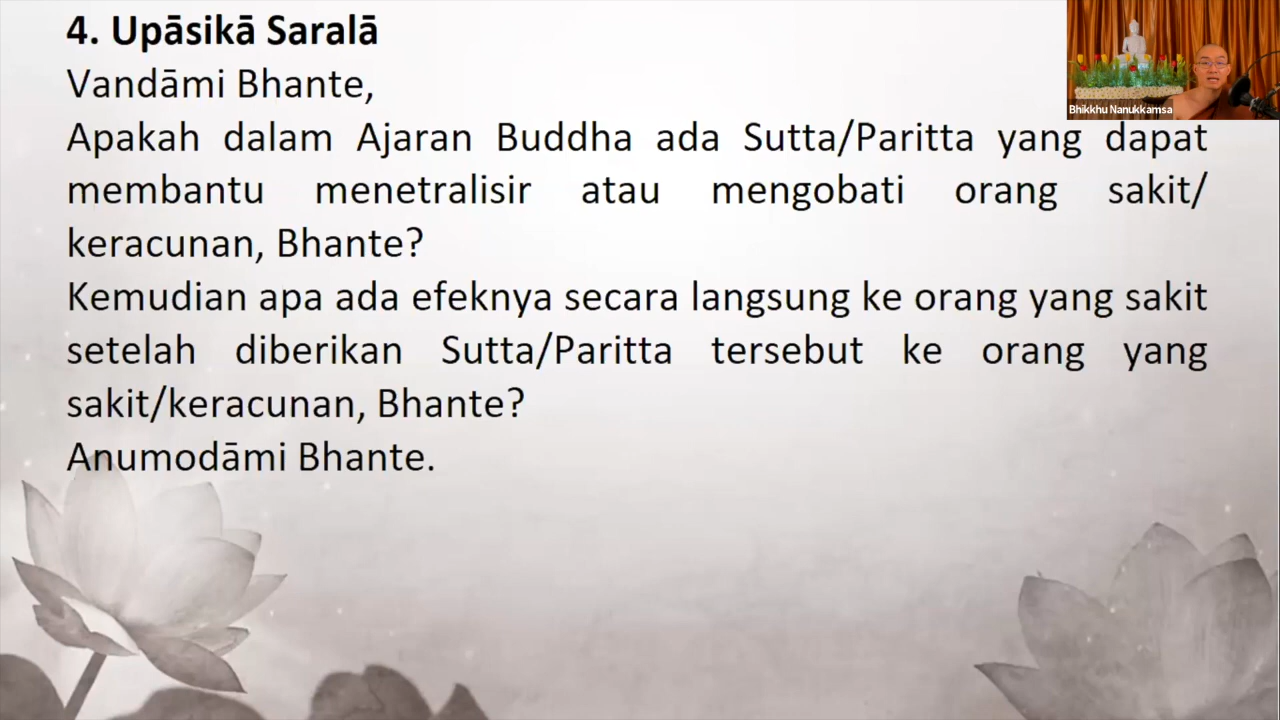 4. Upāsikā Saralā
Vandāmi Bhante,
Apakah dalam Ajaran Buddha ada Sutta/Paritta yang dapat
membantu menetralisir atau mengobati orang sakit/
keracunan, Bhante?
Kemudian apa ada efeknya secara langsung ke orang yang sakit
setelah diberikan Sutta/Paritta tersebut ke orang yang
sakit/keracunan, Bhante?
Anumodāmi Bhante.
Bhikkhu Nanukkamsa